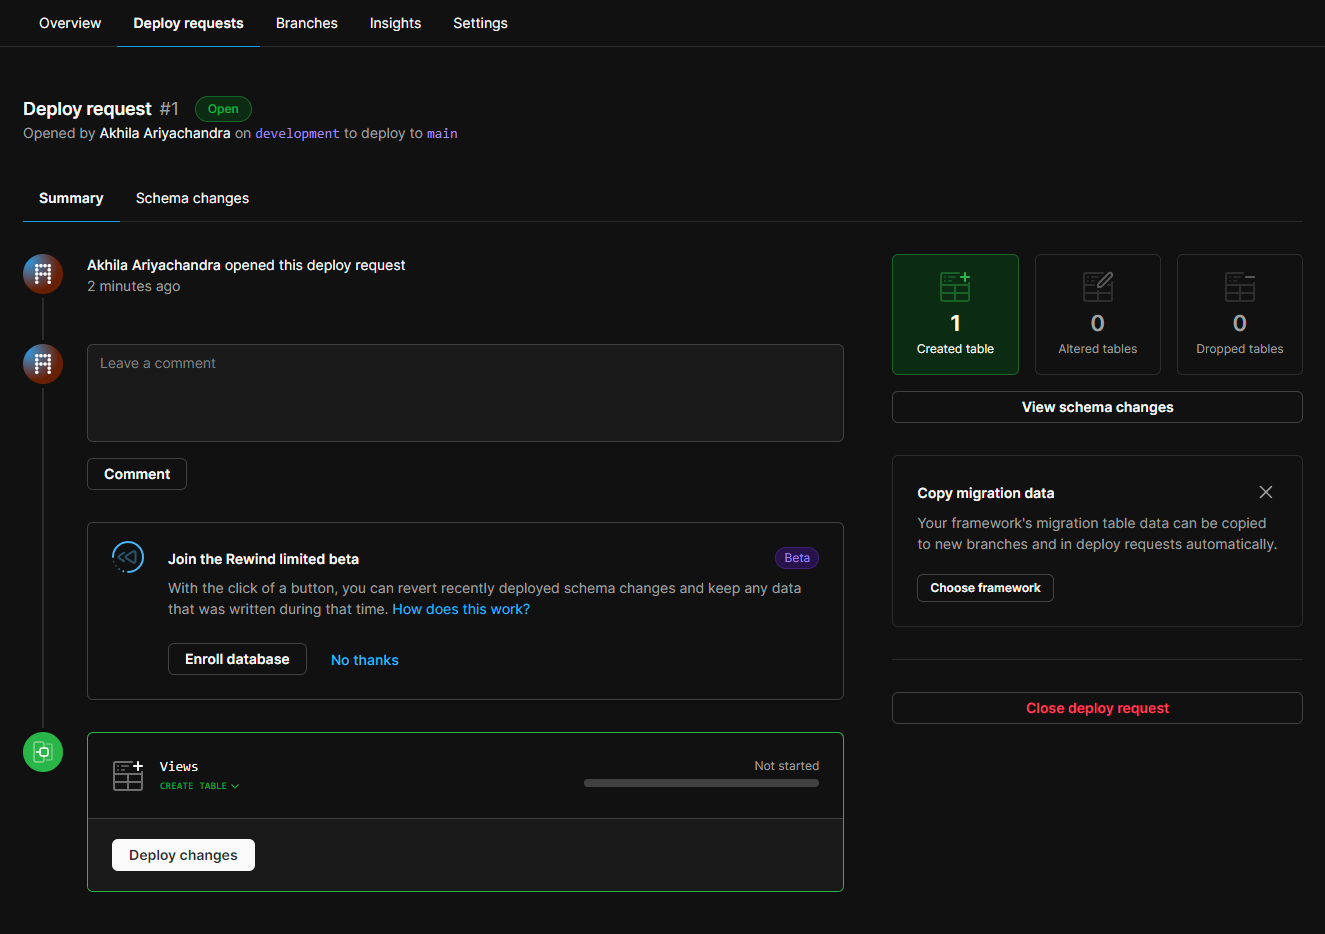 Overview Deploy requests Branches Insights Settings
Deploy request #1 Open
Opened by Akhila Ariyachandra on development to deploy to main
Summary Schema changes
Akhila Ariyachandra opened this deploy request
2 minutes ago
Leave a comment
Comment
Join the Rewind limited beta Beta
With the click of a button, you can revert recently deployed schema changes and keep any data
that was written during that time. How does this work?
Enroll database No thanks
Views Not started
CREATE TABLE
Deploy changes
1 0 0
Created table Altered tables Dropped tables
View schema changes
Copy migration data
Your framework's migration table data can be copied
to new branches and in deploy requests automatically.
Choose framework
Close deploy request